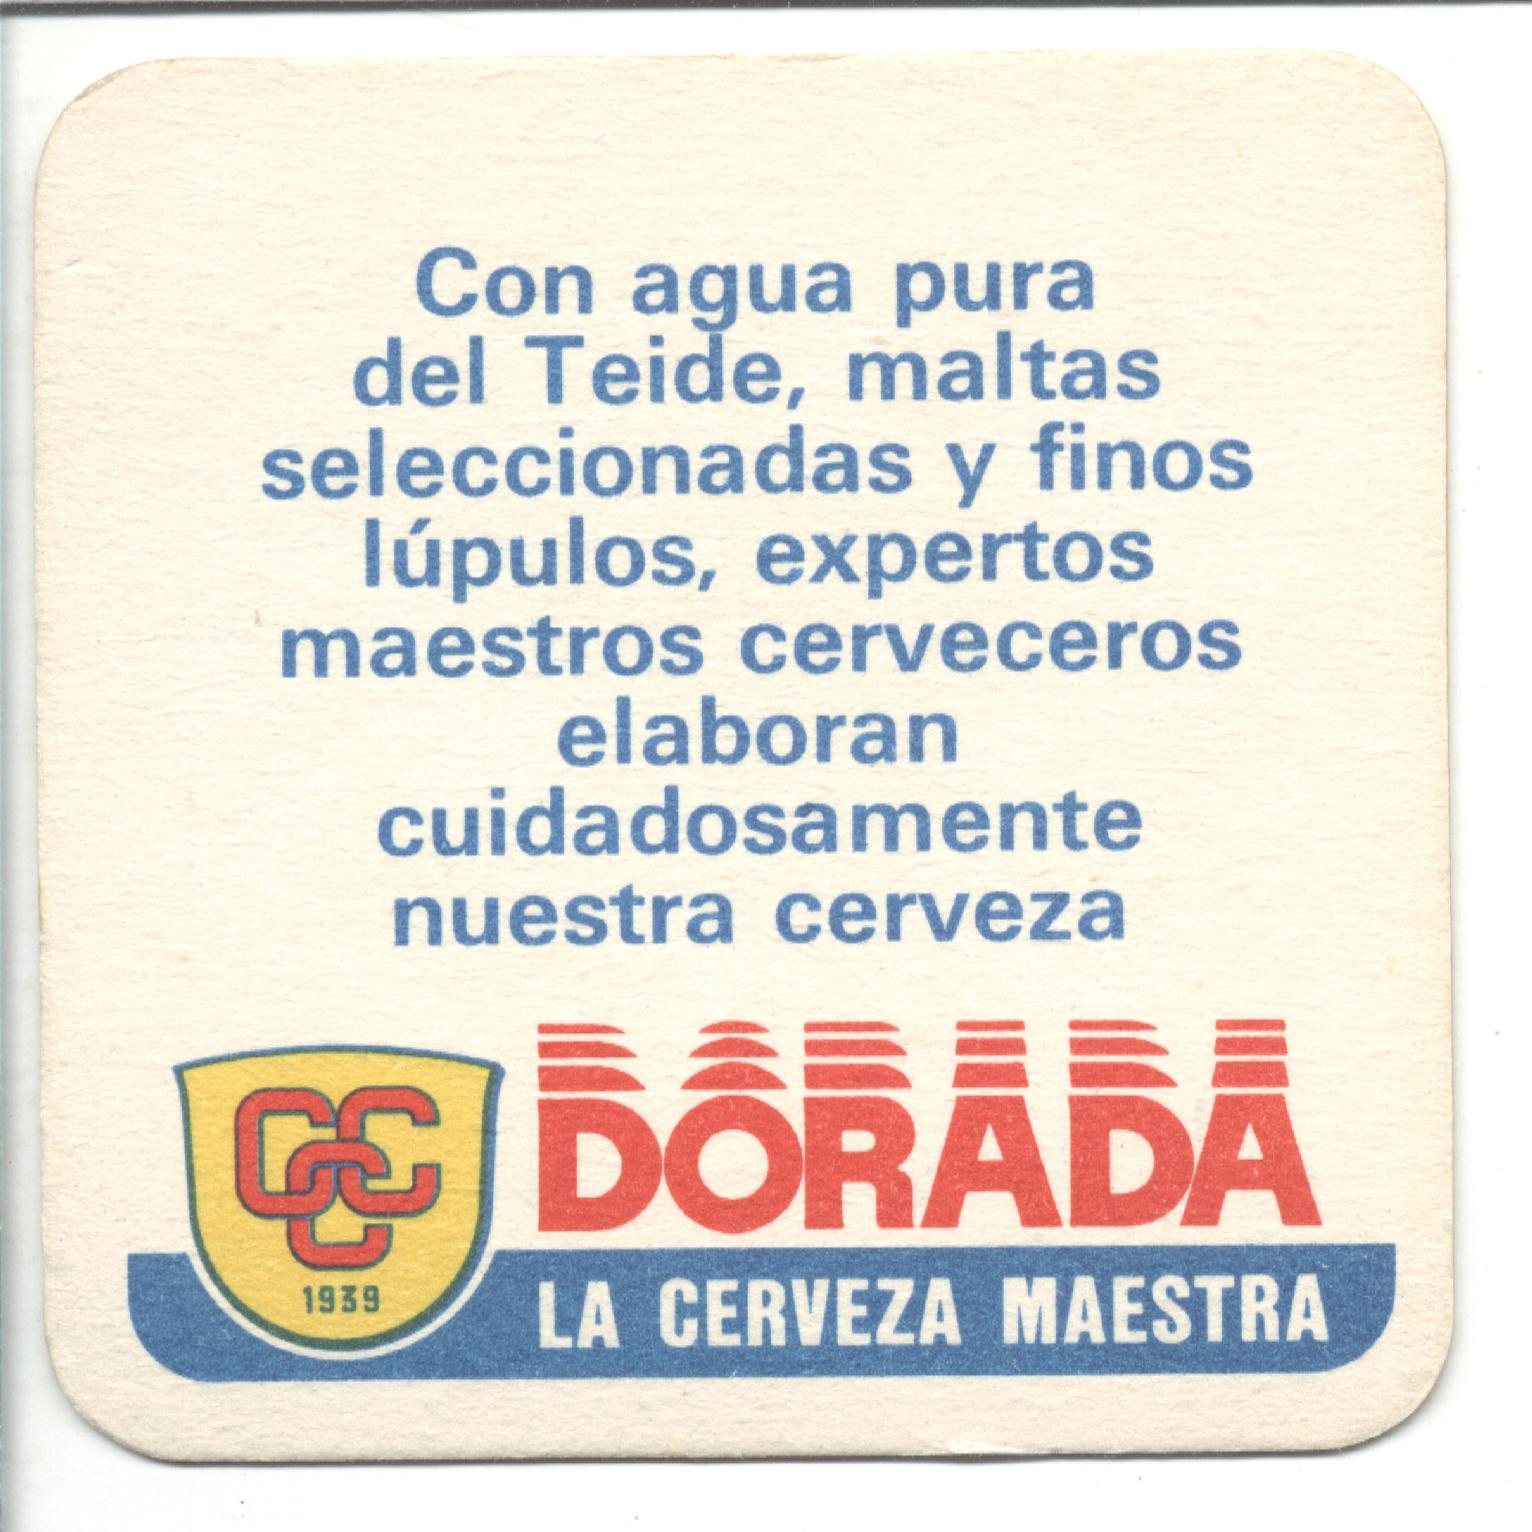 Con agua pura
del Teide, maltas
seleccionadas y finos
lúpulos, expertos
maestros cerveceros
elaboran
cuidadosamente
nuestra cerveza
DORADA
CCC
1939
LA CERVEZA MAESTRA